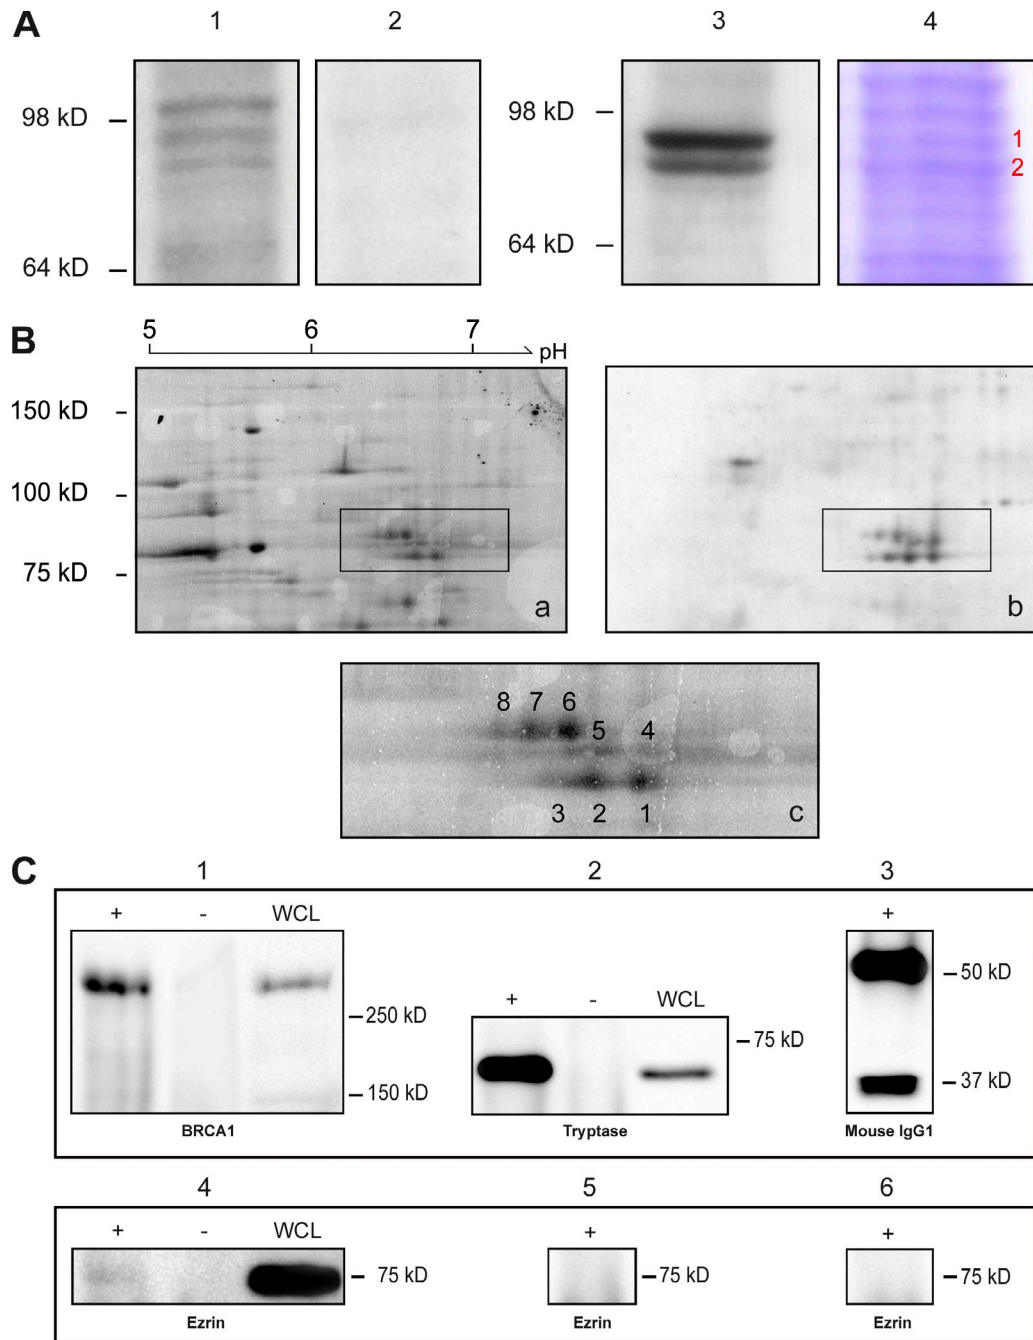 A 1 2 3 4
98 kD
64 kD
98 kD
64 kD
1
2
B
5 6 7
pH
150 kD
100 kD
75 kD
a
b
8 7 6
5 4
3 2 1
c
C 1 2 3
+ - WCL
250 kD
150 kD
BRCA1
+ - WCL
75 kD
Tryptase
+
50 kD
37 kD
Mouse IgG1
4 5 6
+ - WCL
75 kD
Ezrin
+
75 kD
Ezrin
+
75 kD
Ezrin